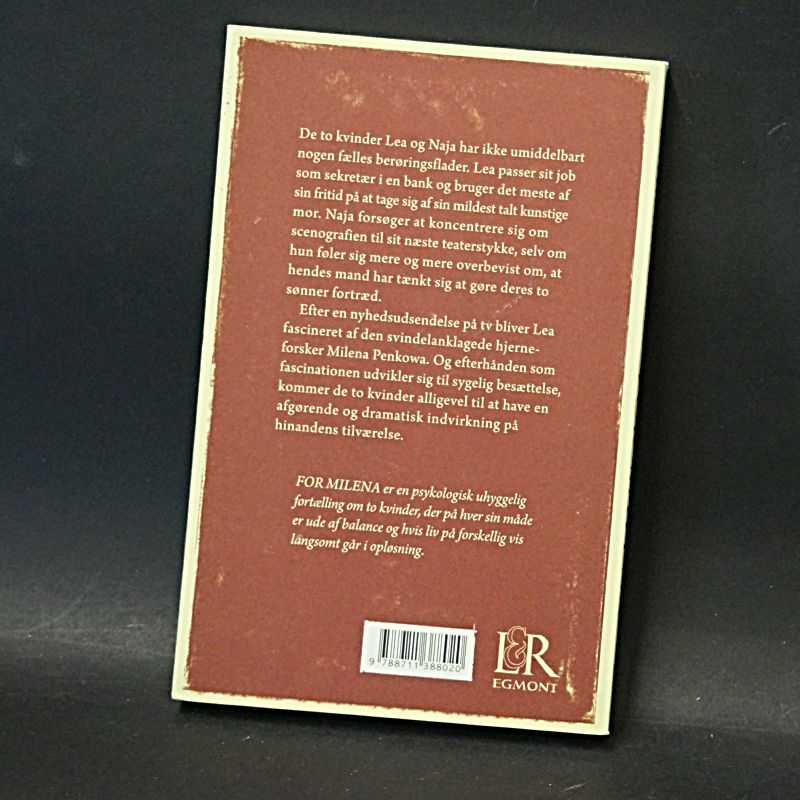 De to kvinder Lea og Naja har ikke umiddelbart
nogen fælles berøringsflader. Lea passer sit job
som sekretær i en bank og bruger det meste af
sin fritid på at tage sig af sin mildest talt kunstige
mor. Naja forsøger at koncentrere sig om
scenografien til sit næste teaterstykke, selv om
hun føler sig mere og mere overbevist om, at
hendes mand har tænkt sig at gøre deres to
sønner fortræd.
Efter en nyhedsudsendelse på tv bliver Lea
fascineret af den svindelanklagede hjerne-
forsker Milena Penkowa. Og efterhånden som
fascinationen udvikler sig til sygelig besættelse,
kommer de to kvinder alligevel til at have en
afgørende og dramatisk indvirkning på
hinandens tilværelse.
FOR MILENA er en psykologisk uhyggelig
fortælling om to kvinder, der på hver sin måde
er ude af balance og hvis liv på forskellig vis
langsomt går i opløsning.
9 788711 388020
L&R
EGMONT